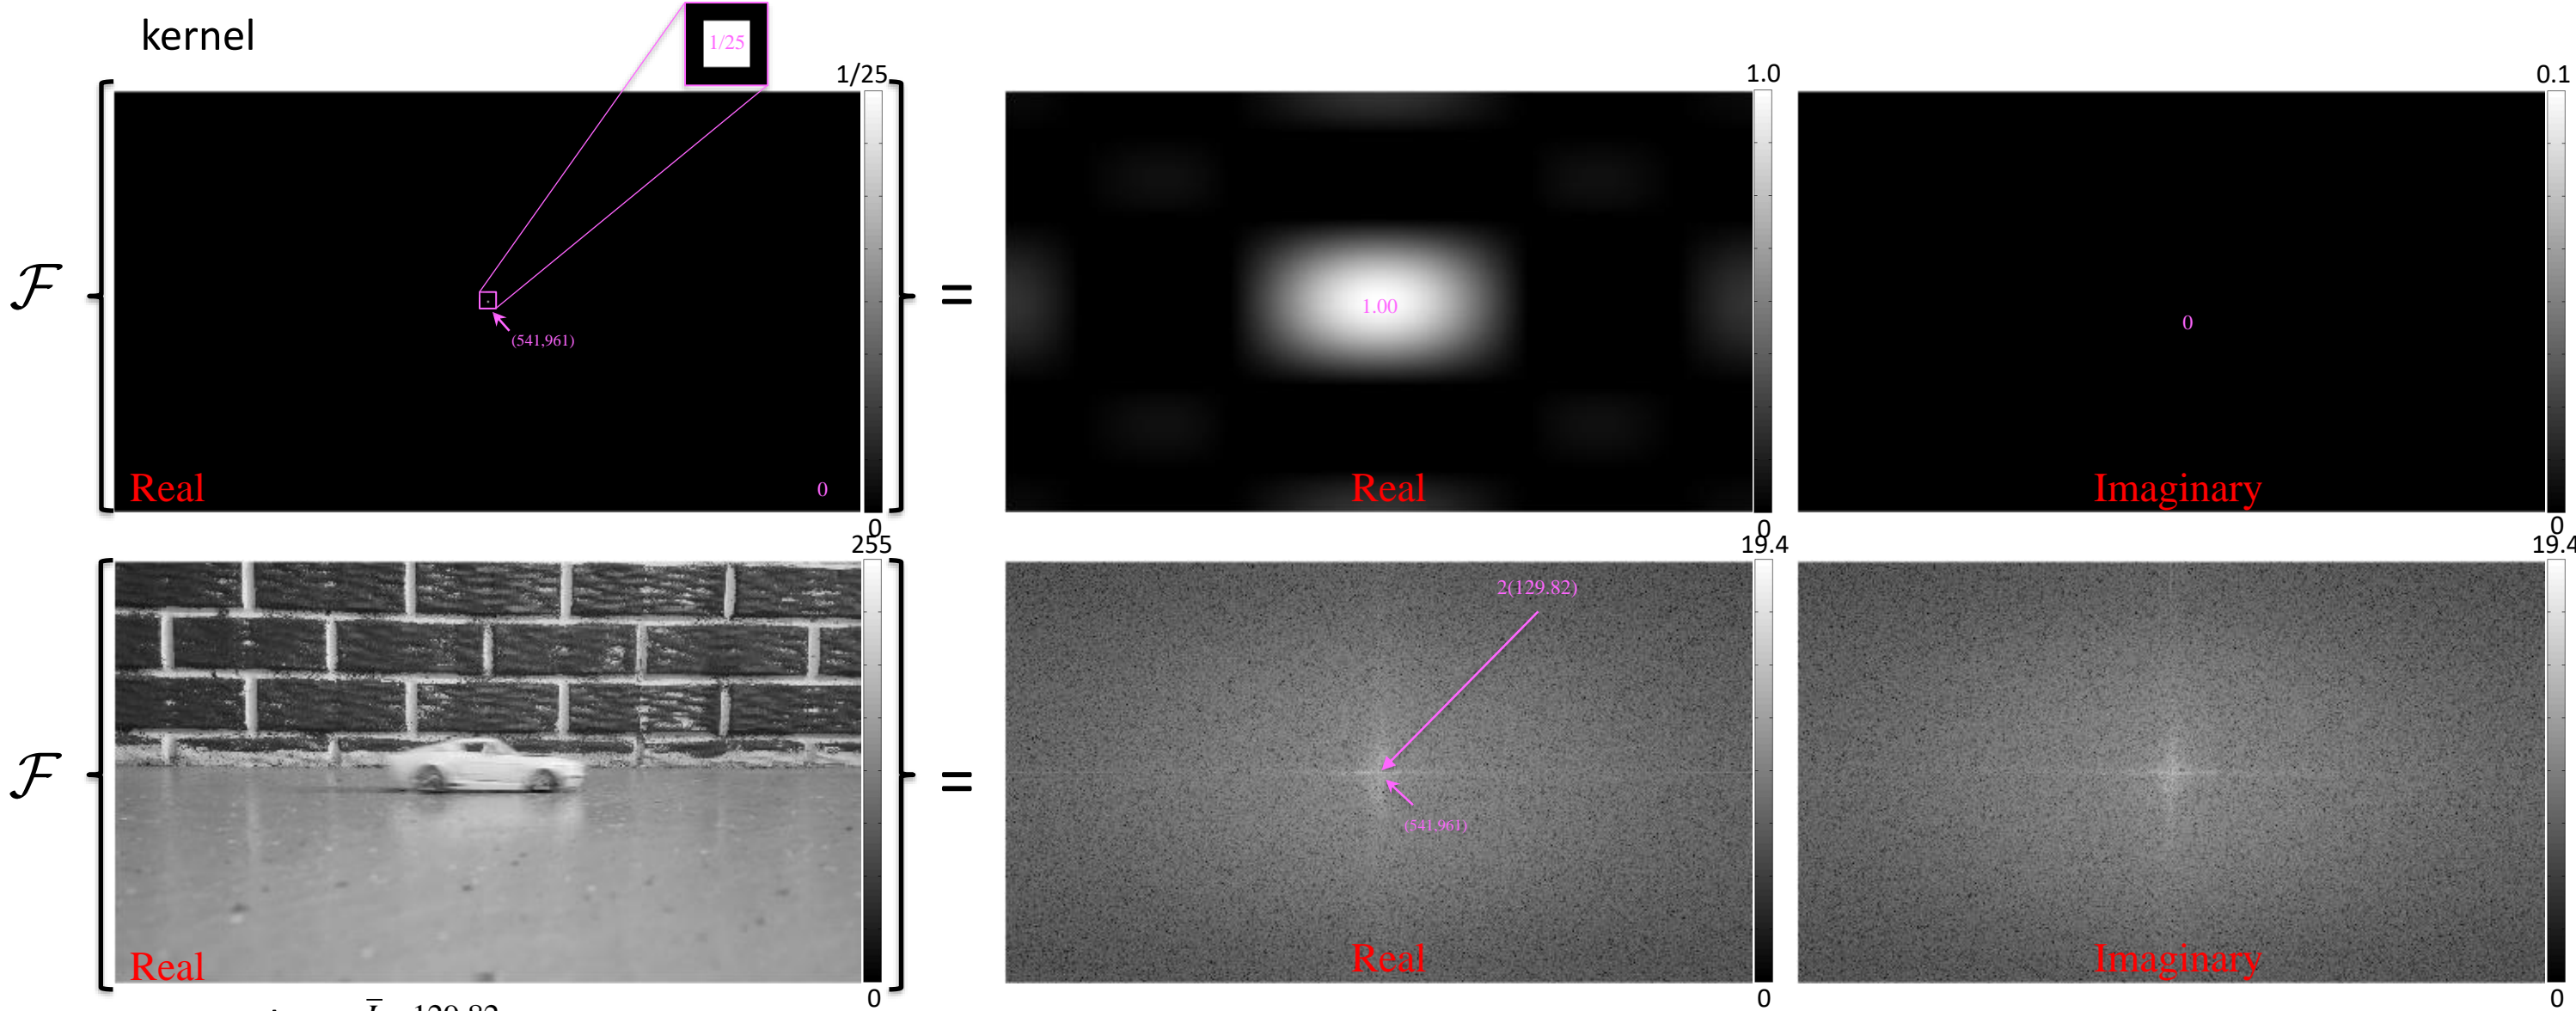 kernel
1/25
1/25
1.0
0.1
ℱ
=
(541,961)
1.00
0
Real
0
Real
Imaginary
0
0
0
255
19.4
19.4
ℱ
=
2(129.82)
(541,961)
Real
Real
Imaginary
0
0
0